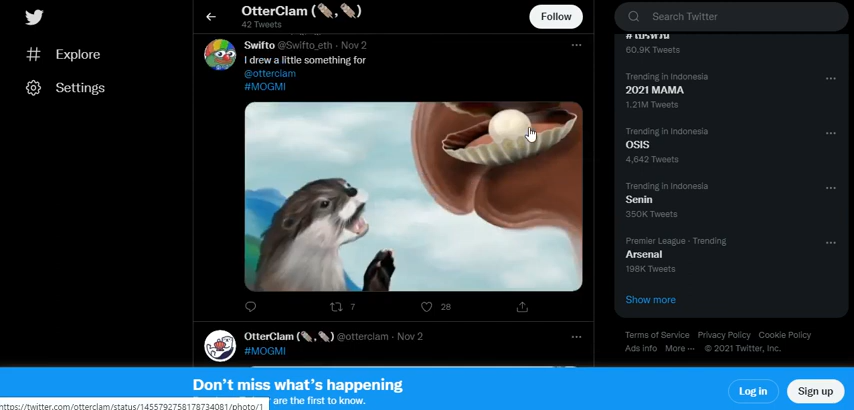 OtterClam (🦦,🦦)
42 Tweets
Follow
Search Twitter
Explore
Settings
Swifto @Swifto_eth · Nov 2
I drew a little something for
@otterclam
#MOGMI
7
28
OtterClam (🦦,🦦) @otterclam · Nov 2
#MOGMI
60.9K Tweets
Trending in Indonesia
2021 MAMA
1.21M Tweets
Trending in Indonesia
OSIS
4,642 Tweets
Trending in Indonesia
Senin
350K Tweets
Premier League · Trending
Arsenal
198K Tweets
Show more
Terms of Service Privacy Policy Cookie Policy
Ads info More ··· © 2021 Twitter, Inc.
Don't miss what's happening
are the first to know.
Log in
Sign up
https://twitter.com/otterclam/status/1455792758178734081/photo/1